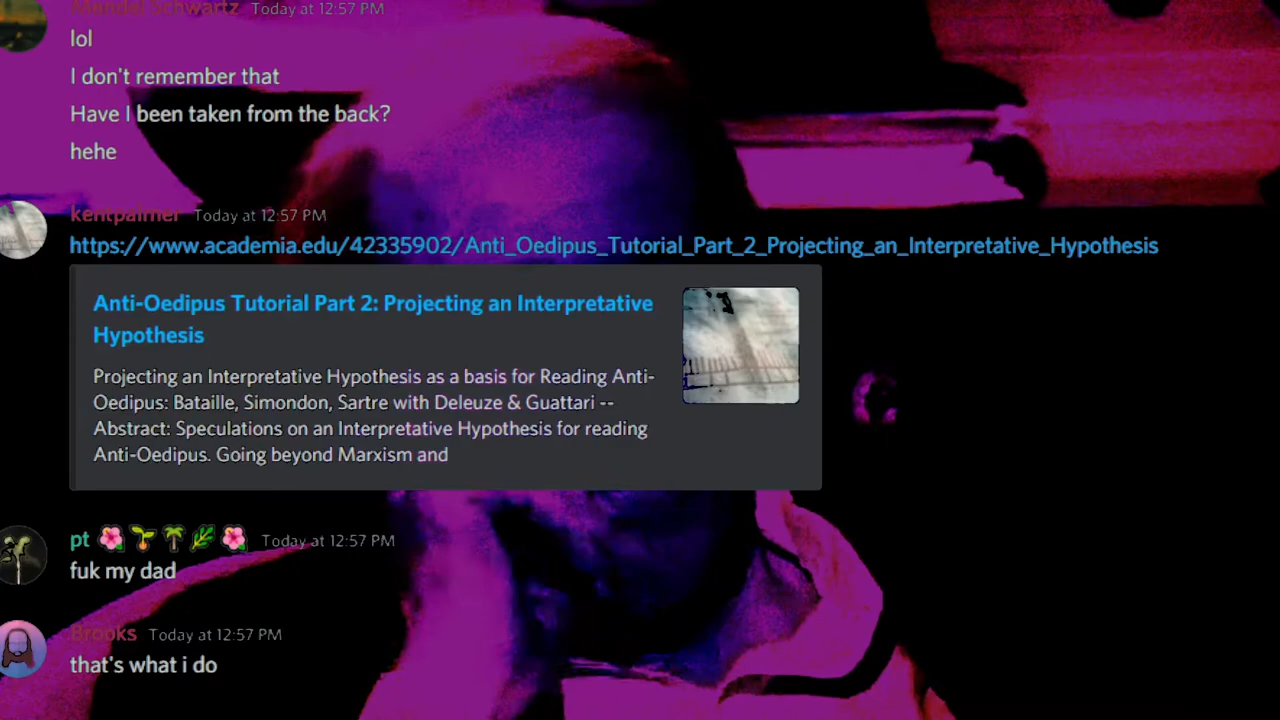 Mendel Schwartz Today at 12:57 PM
lol
I don't remember that
Have I been taken from the back?
hehe
kentpalmer Today at 12:57 PM
https://www.academia.edu/42335902/Anti_Oedipus_Tutorial_Part_2_Projecting_an_Interpretative_Hypothesis
Anti-Oedipus Tutorial Part 2: Projecting an Interpretative
Hypothesis
Projecting an Interpretative Hypothesis as a basis for Reading Anti-
Oedipus: Bataille, Simondon, Sartre with Deleuze & Guattari --
Abstract: Speculations on an Interpretative Hypothesis for reading
Anti-Oedipus. Going beyond Marxism and
pt 🌺🌱🌴🌿🌺 Today at 12:57 PM
fuk my dad
Brooks Today at 12:57 PM
that's what i do